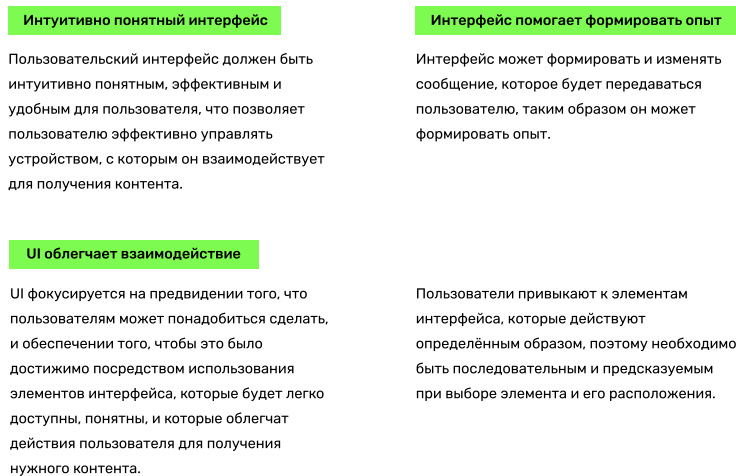 Интуитивно понятный интерфейс
Пользовательский интерфейс должен быть
интуитивно понятным, эффективным и
удобным для пользователя, что позволяет
пользователю эффективно управлять
устройством, с которым он взаимодействует
для получения контента.
Интерфейс помогает формировать опыт
Интерфейс может формировать и изменять
сообщение, которое будет передаваться
пользователю, таким образом он может
формировать опыт.
UI облегчает взаимодействие
UI фокусируется на предвидении того, что
пользователям может понадобиться сделать,
и обеспечении того, чтобы это было
достижимо посредством использования
элементов интерфейса, которые будет легко
доступны, понятны, и которые облегчат
действия пользователя для получения
нужного контента.
Пользователи привыкают к элементам
интерфейса, которые действуют
определённым образом, поэтому необходимо
быть последовательным и предсказуемым
при выборе элемента и его расположения.